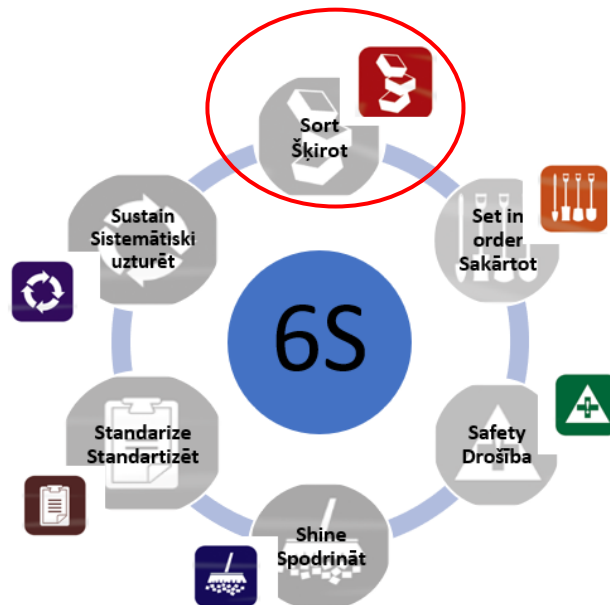 Sort
Šķirot
Set in
order
Sakārtot
Safety
Drošība
Shine
Spodrināt
Standarize
Standartizēt
Sustain
Sistemātiski
uzturēt
6S